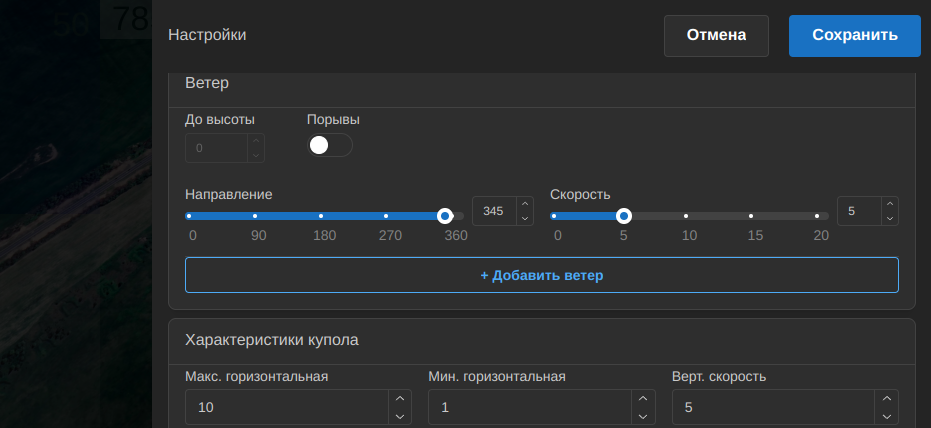 50 78
Настройки
Отмена
Сохранить
Ветер
До высоты Порывы
0
Направление Скорость
345 5
0 90 180 270 360 0 5 10 15 20
+ Добавить ветер
Характеристики купола
Макс. горизонтальная Мин. горизонтальная Верт. скорость
10 1 5